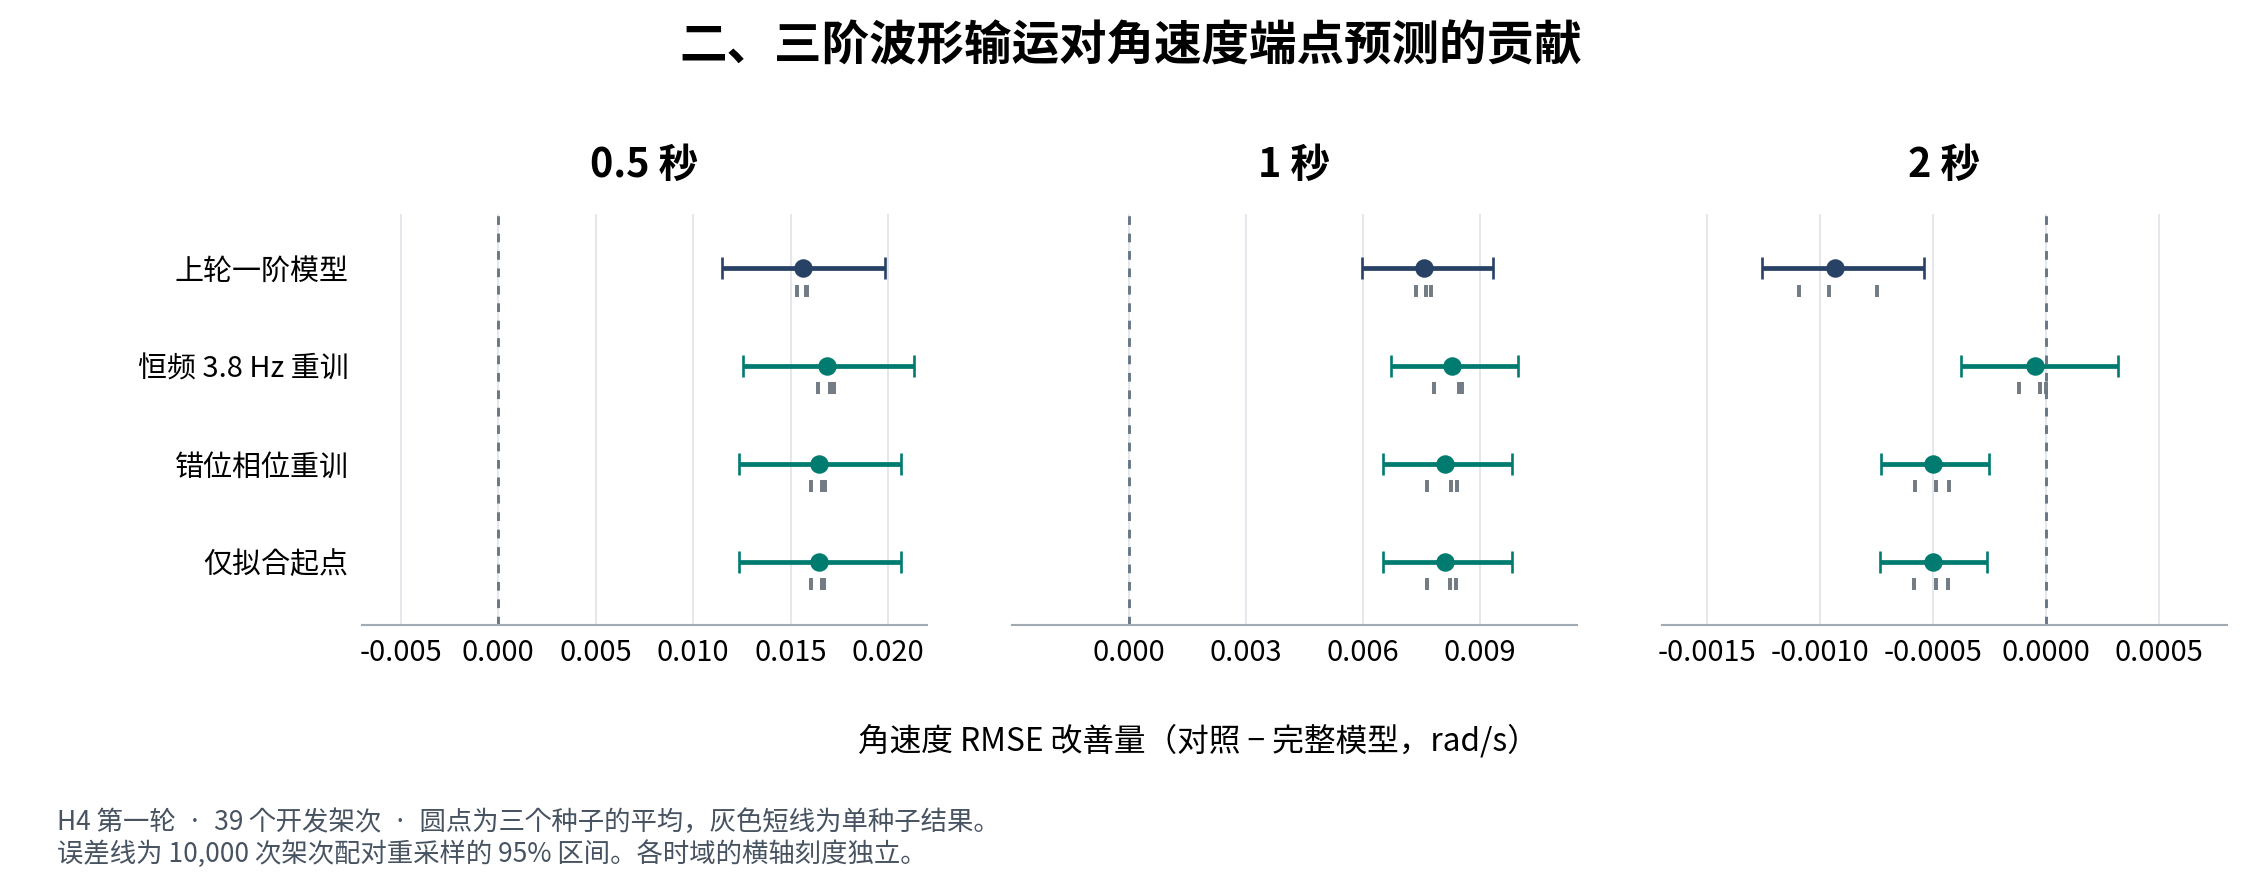 二、三阶波形输运对角速度端点预测的贡献
0.5 秒
1 秒
2 秒
上轮一阶模型
恒频 3.8 Hz 重训
错位相位重训
仅拟合起点
-0.005 0.000 0.005 0.010 0.015 0.020
0.000 0.003 0.006 0.009
-0.0015 -0.0010 -0.0005 0.0000 0.0005
角速度 RMSE 改善量（对照 − 完整模型，rad/s）
H4 第一轮 · 39 个开发架次 · 圆点为三个种子的平均，灰色短线为单种子结果。
误差线为 10,000 次架次配对重采样的 95% 区间。各时域的横轴刻度独立。